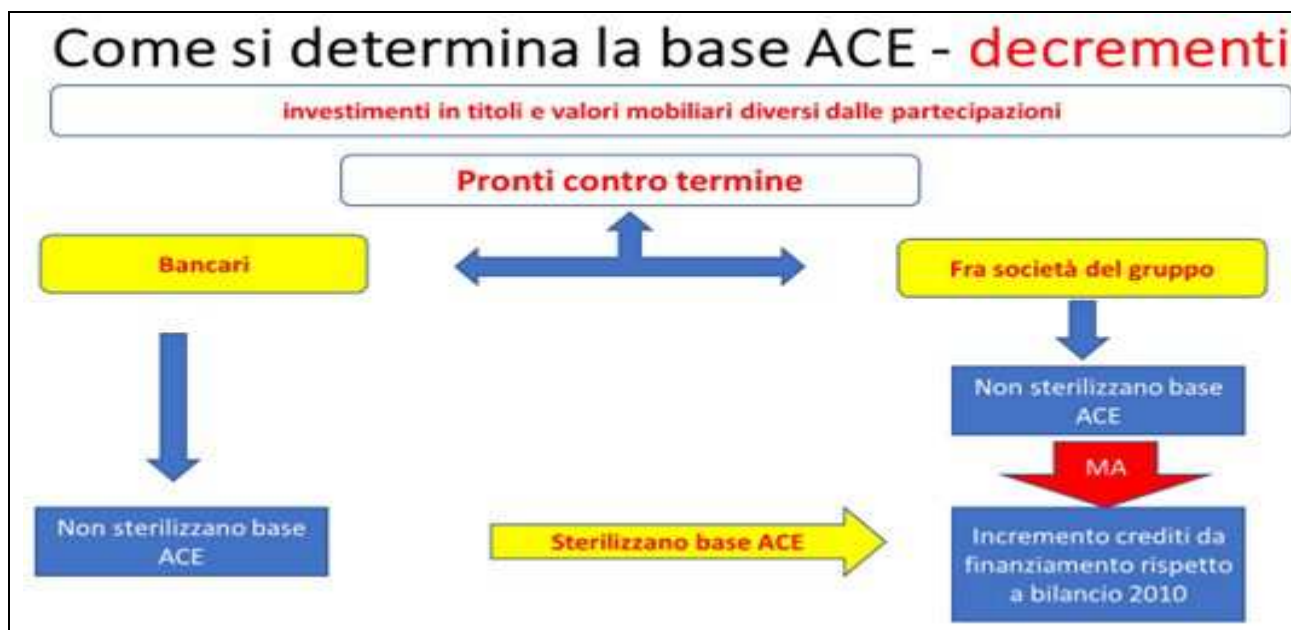 Come si determina la base ACE - decrementi
investimenti in titoli e valori mobiliari diversi dalle partecipazioni
Pronti contro termine
Bancari
Fra società del gruppo
Non sterilizzano base
ACE
MA
Non sterilizzano base
ACE
Sterilizzano base ACE
Incremento crediti da
finanziamento rispetto
a bilancio 2010